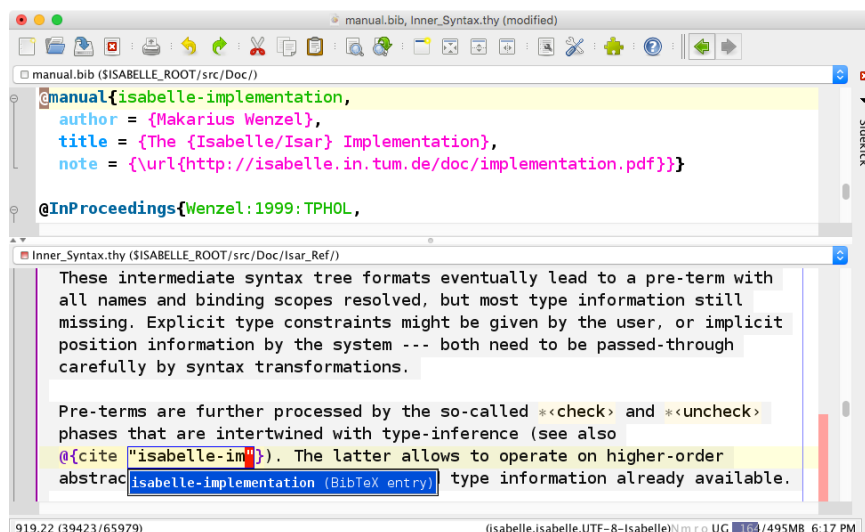 manual.bib, Inner_Syntax.thy (modified)
manual.bib ($ISABELLE_ROOT/src/Doc/)
@manual{isabelle-implementation,
author = {Makarius Wenzel},
title = {The {Isabelle/Isar} Implementation},
note = {\url{http://isabelle.in.tum.de/doc/implementation.pdf}}}
@InProceedings{Wenzel:1999:TPHOL,
Sidekick
Inner_Syntax.thy ($ISABELLE_ROOT/src/Doc/Isar_Ref/)
These intermediate syntax tree formats eventually lead to a pre-term with
all names and binding scopes resolved, but most type information still
missing. Explicit type constraints might be given by the user, or implicit
position information by the system --- both need to be passed-through
carefully by syntax transformations.
Pre-terms are further processed by the so-called *‹check› and *‹uncheck›
phases that are intertwined with type-inference (see also
@{cite "isabelle-im"}). The latter allows to operate on higher-order
abstrac type information already available.
isabelle-implementation (BibTeX entry)
919,22 (39423/65979) (isabelle,isabelle,UTF-8-Isabelle)N m r o UG 164/495MB 6:17 PM